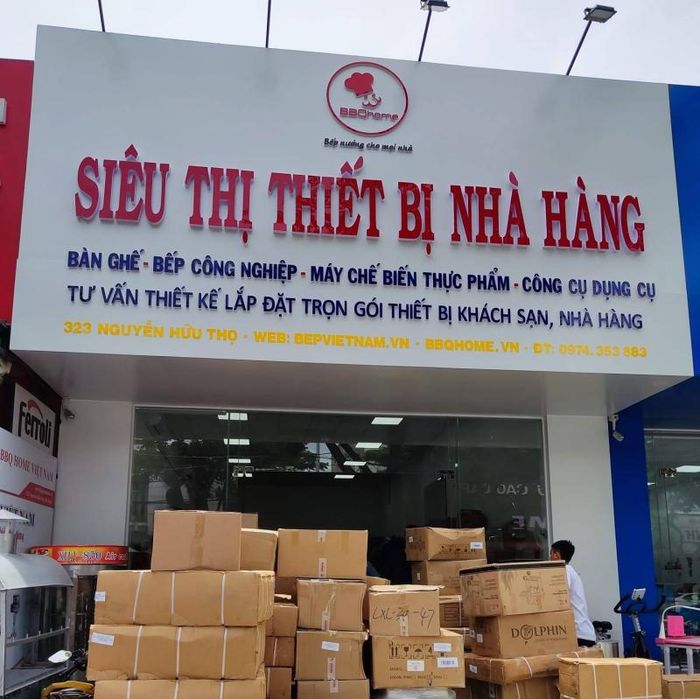 BBQhome
Bếp nướng cho mọi nhà
SIÊU THỊ THIẾT BỊ NHÀ HÀNG
BÀN GHẾ - BẾP CÔNG NGHIỆP - MÁY CHẾ BIẾN THỰC PHẨM - CÔNG CỤ DỤNG CỤ
TƯ VẤN THIẾT KẾ LẮP ĐẶT TRỌN GÓI THIẾT BỊ KHÁCH SẠN, NHÀ HÀNG
323 NGUYỄN HỮU THỌ - WEB: BEPVIETNAM.VN - BBQHOME.VN - ĐT: 0974.353 883
Ferroli
BBQ HOME VIỆT NAM
CAO CẤP
DOLPHIN